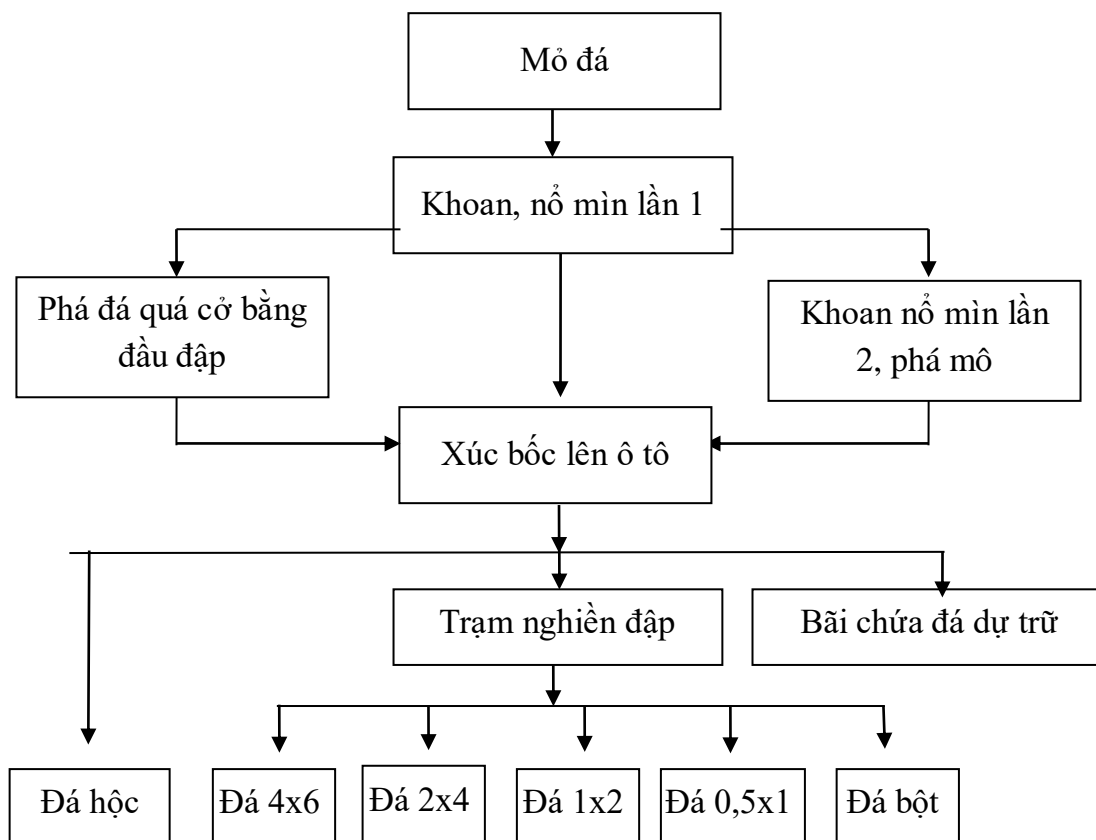 Mỏ đá
Khoan, nổ mìn lần 1
Phá đá quá cở bằng
đầu đập
Khoan nổ mìn lần
2, phá mô
Xúc bốc lên ô tô
Trạm nghiền đập
Bãi chứa đá dự trữ
Đá hộc
Đá 4x6
Đá 2x4
Đá 1x2
Đá 0,5x1
Đá bột